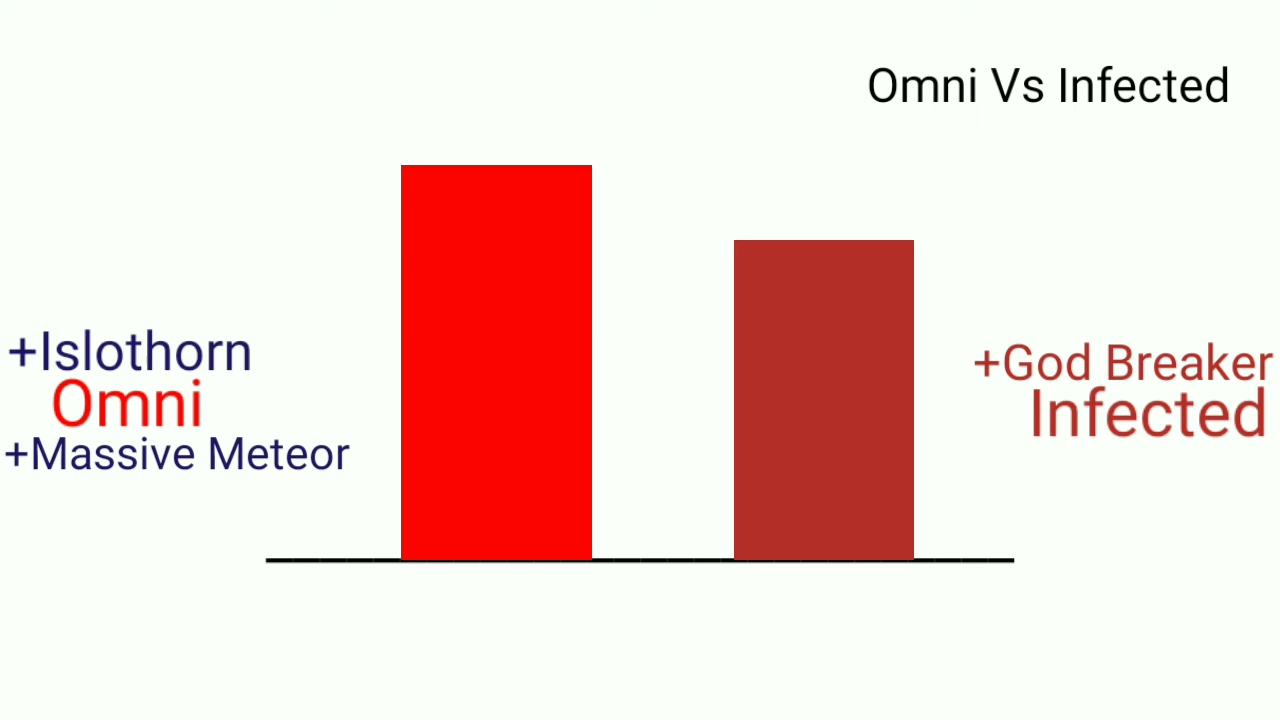 Omni Vs Infected
+Islothorn
Omni
+Massive Meteor
+God Breaker
Infected